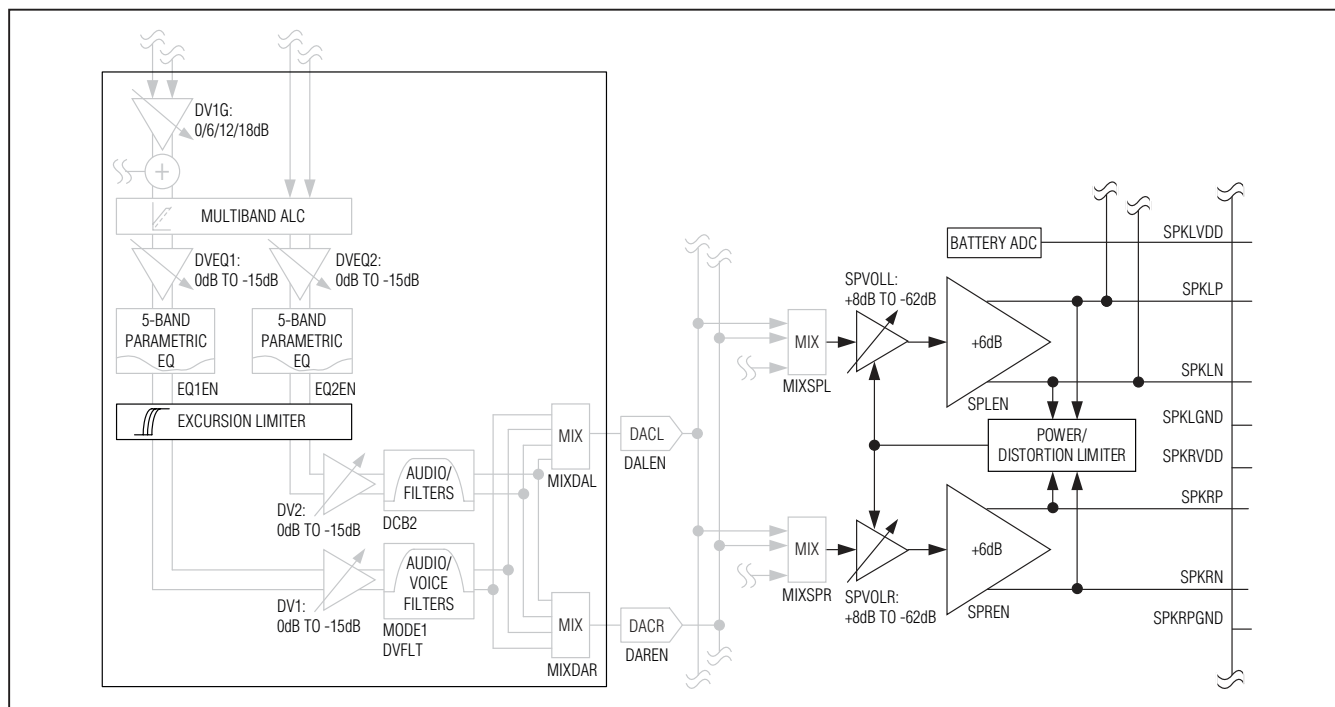 DV1G:
0/6/12/18dB
+
MULTIBAND ALC
DVEQ1:
0dB TO -15dB
DVEQ2:
0dB TO -15dB
5-BAND
PARAMETRIC
EQ
5-BAND
PARAMETRIC
EQ
EQ1EN
EQ2EN
EXCURSION LIMITER
DV2:
0dB TO -15dB
AUDIO/
FILTERS
DCB2
DV1:
0dB TO -15dB
AUDIO/
VOICE
FILTERS
MODE1
DVFLT
MIX
MIXDAL
MIX
MIXDAR
DACL
DALEN
DACR
DAREN
MIX
MIXSPL
MIX
MIXSPR
SPVOLL:
+8dB TO -62dB
SPVOLR:
+8dB TO -62dB
BATTERY ADC
+6dB
SPLEN
POWER/
DISTORTION LIMITER
+6dB
SPREN
SPKLVDD
SPKLP
SPKLN
SPKLGND
SPKRVDD
SPKRP
SPKRN
SPKRPGND